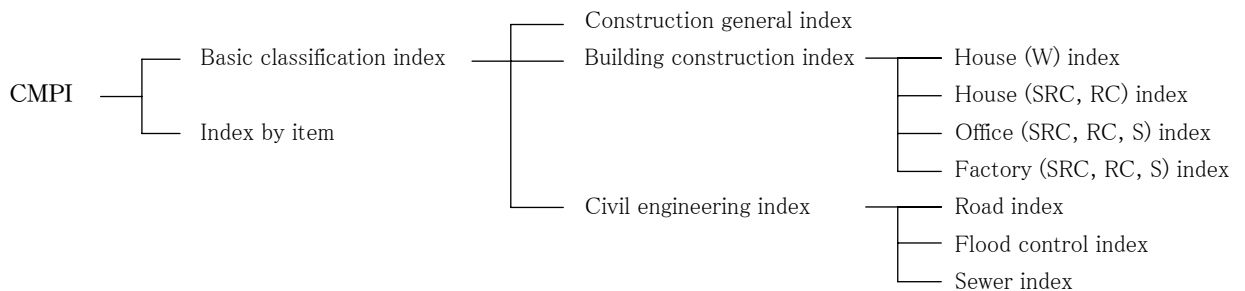 Construction general index
Basic classification index
Building construction index
House (W) index
CMPI
House (SRC, RC) index
Index by item
Office (SRC, RC, S) index
Factory (SRC, RC, S) index
Civil engineering index
Road index
Flood control index
Sewer index